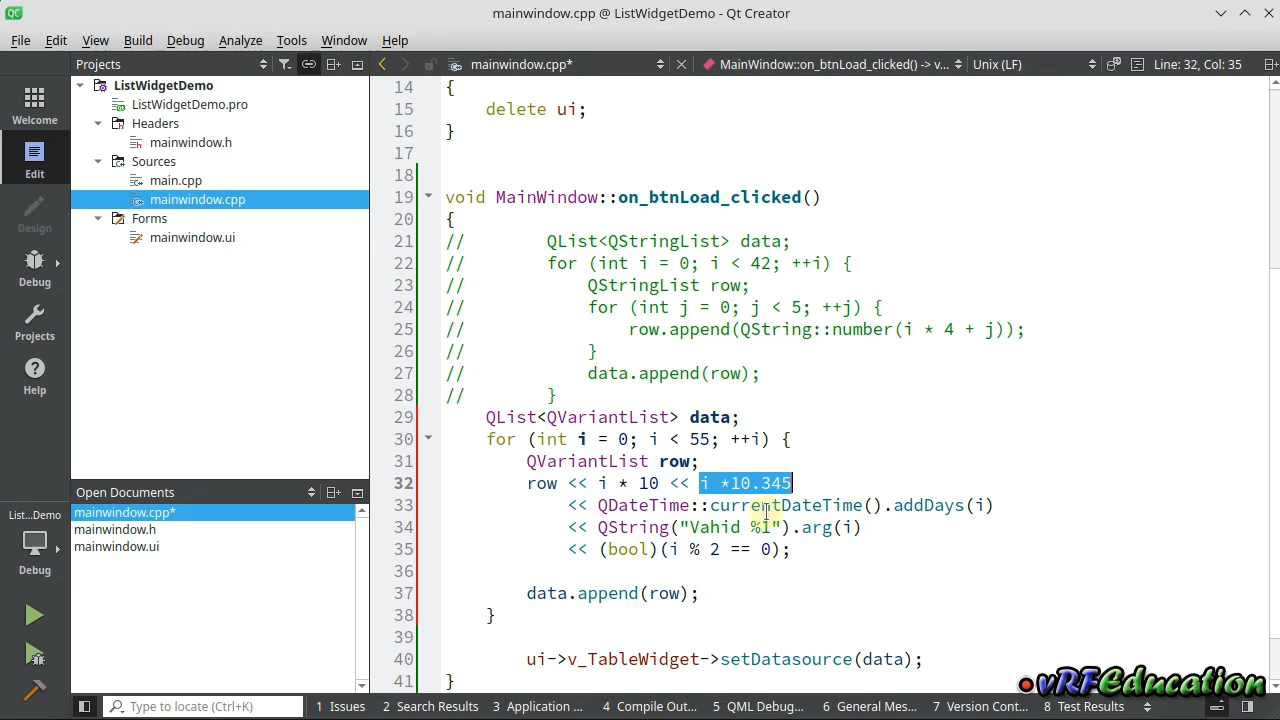 mainwindow.cpp @ ListWidgetDemo - Qt Creator
File Edit View Build Debug Analyze Tools Window Help
Projects mainwindow.cpp* MainWindow::on_btnLoad_clicked() -> v... Unix (LF) Line: 32, Col: 35
Welcome
Edit
Design
Debug
Projects
Help
List...Demo
Debug
ListWidgetDemo
ListWidgetDemo.pro
Headers
mainwindow.h
Sources
main.cpp
mainwindow.cpp
Forms
mainwindow.ui
Open Documents
mainwindow.cpp*
mainwindow.h
mainwindow.ui
14 {
15 delete ui;
16 }
17
18
19 void MainWindow::on_btnLoad_clicked()
20 {
21 // QList<QStringList> data;
22 // for (int i = 0; i < 42; ++i) {
23 // QStringList row;
24 // for (int j = 0; j < 5; ++j) {
25 // row.append(QString::number(i * 4 + j));
26 // }
27 // data.append(row);
28 // }
29 QList<QVariantList> data;
30 for (int i = 0; i < 55; ++i) {
31 QVariantList row;
32 row << i * 10 << i *10.345
33 << QDateTime::currentDateTime().addDays(i)
34 << QString("Vahid %1").arg(i)
35 << (bool)(i % 2 == 0);
36
37 data.append(row);
38 }
39
40 ui->v_TableWidget->setDatasource(data);
41 }
vRFEducation
Type to locate (Ctrl+K) 1 Issues 2 Search Results 3 Application ... 4 Compile Out... 5 QML Debug... 6 General Mes... 7 Version Cont... 8 Test Results